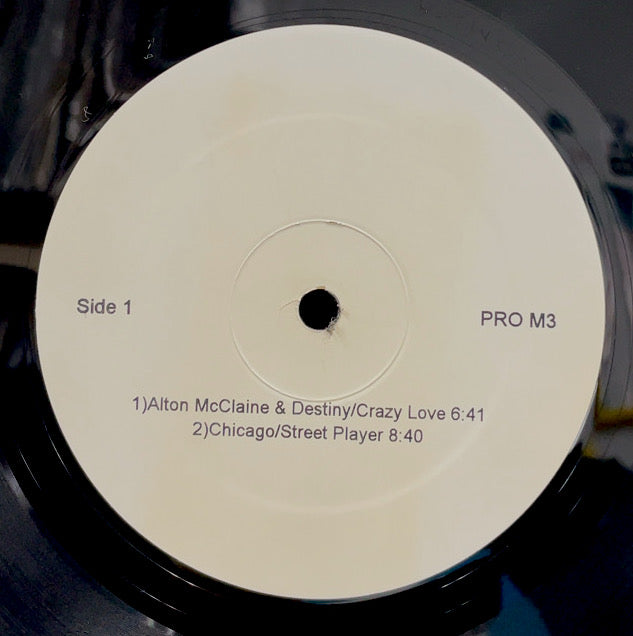 Side 1
PRO M3
1)Alton McClaine & Destiny/Crazy Love 6:41
2)Chicago/Street Player 8:40